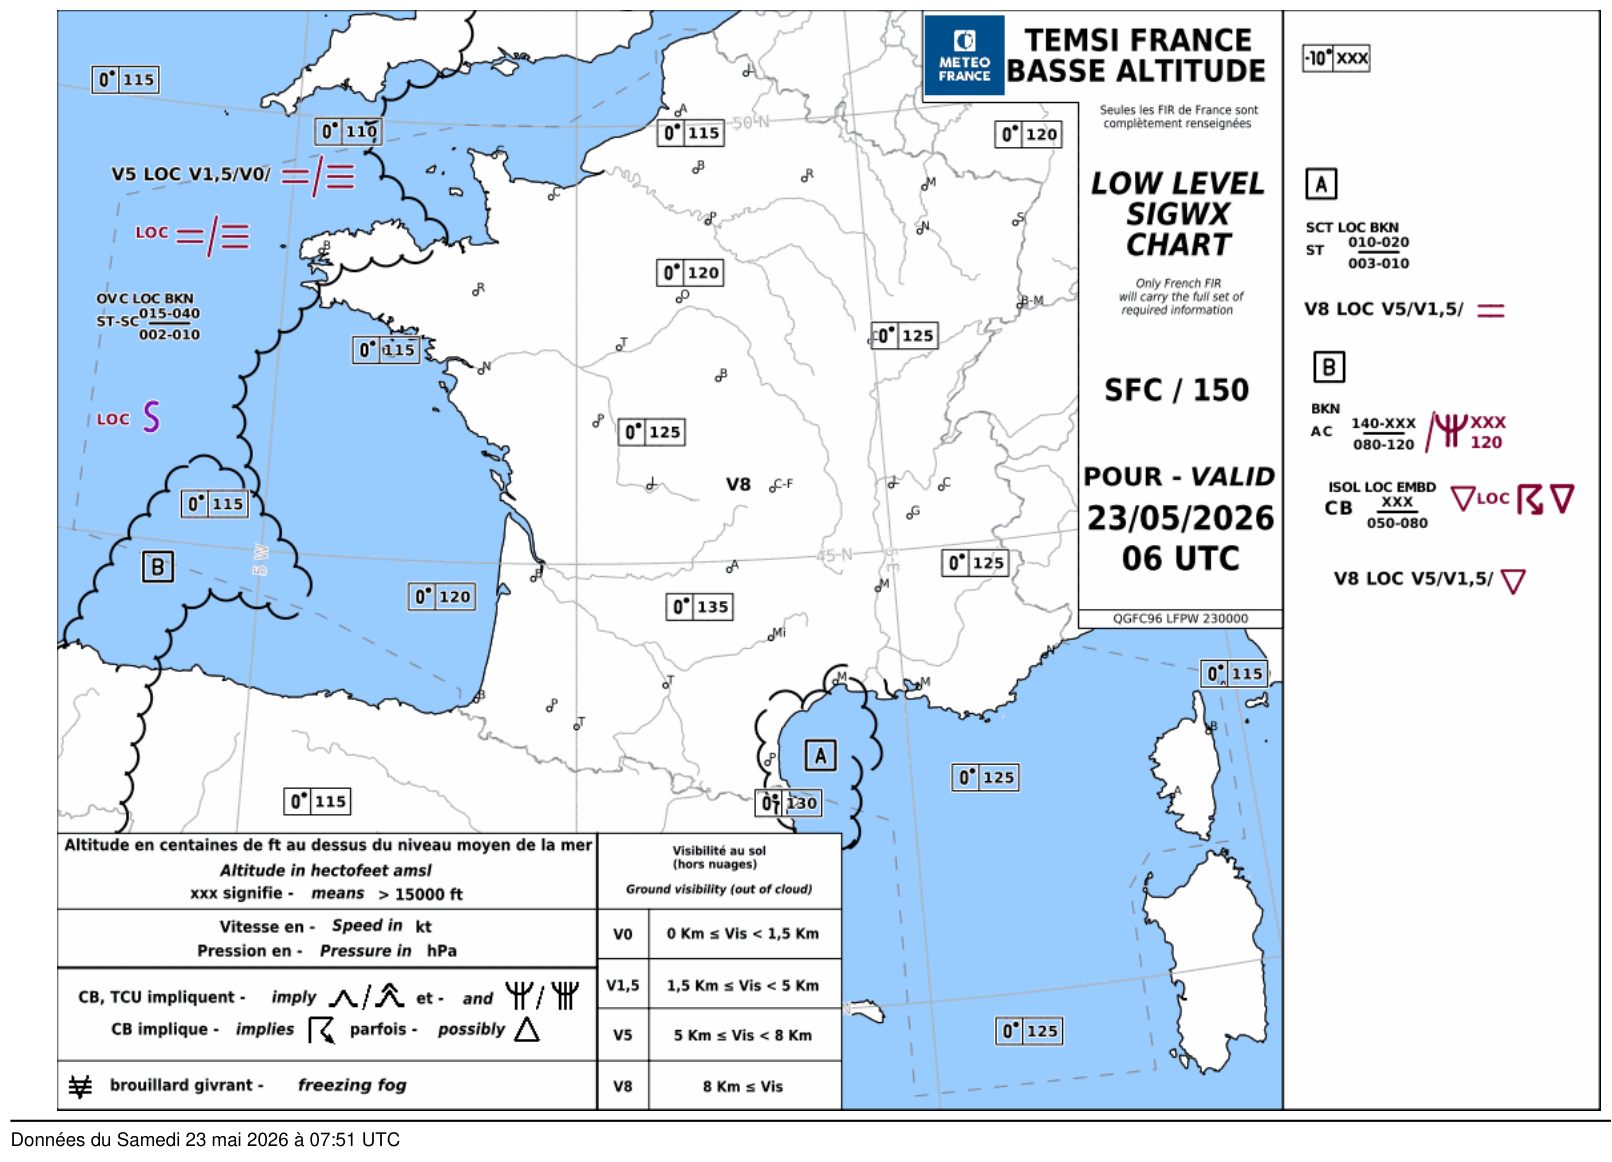 METEO
FRANCE
TEMSI FRANCE
BASSE ALTITUDE
Seules les FIR de France sont
complètement renseignées
LOW LEVEL
SIGWX
CHART
Only French FIR
will carry the full set of
required information
SFC / 150
POUR - VALID
23/05/2026
06 UTC
QGFC96 LFPW 230000
-10° xxx
A
SCT LOC BKN
ST 010-020
003-010
V8 LOC V5/V1,5/
B
BKN
AC 140-XXX
080-120
XXX
120
ISOL LOC EMBD
CB XXX
050-080
LOC
V8 LOC V5/V1,5/
0° 115
0° 110
0° 115
0° 120
V5 LOC V1,5/V0/
LOC
OVC LOC BKN
ST-SC 015-040
002-010
LOC
0° 120
0° 125
0° 115
0° 125
0° 115
V8
0° 125
0° 120
0° 135
0° 115
0° 125
0° 130
0° 115
0° 125
B
A
50 N
45 N
5 W
5 E
L
A
B
R
M
S
N
P
C
C
B
R
O
T
B
N
P
L
C-F
L
C
G
B-M
B
A
M
Mi
T
B
P
T
M
M
N
P
B
A
Altitude en centaines de ft au dessus du niveau moyen de la mer
Altitude in hectofeet amsl
xxx signifie - means > 15000 ft
Vitesse en - Speed in kt
Pression en - Pressure in hPa
CB, TCU impliquent - imply / et - and /
CB implique - implies parfois - possibly
brouillard givrant - freezing fog
Visibilité au sol
(hors nuages)
Ground visibility (out of cloud)
V0 0 Km ≤ Vis < 1,5 Km
V1,5 1,5 Km ≤ Vis < 5 Km
V5 5 Km ≤ Vis < 8 Km
V8 8 Km ≤ Vis
0° 125
Données du Samedi 23 mai 2026 à 07:51 UTC